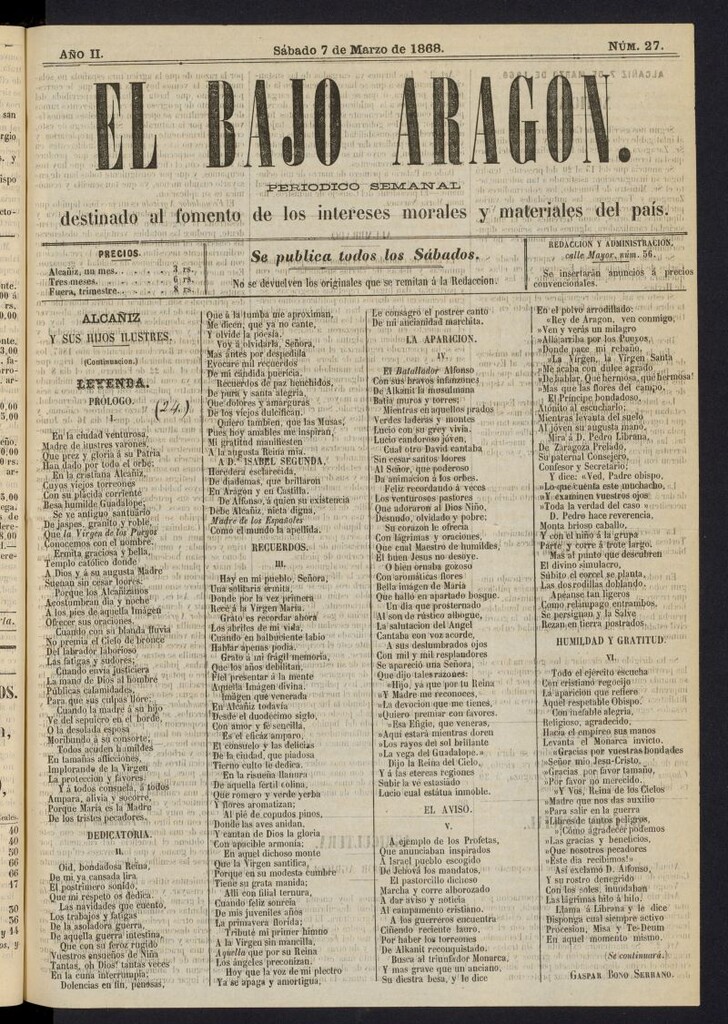 AÑO II.
Sábado 7 de Marzo de 1868.
NÚM. 27.
EL BAJO ARAGON.
PERIODICO SEMANAL
destinado al fomento de los intereses morales y materiales del país.
PRECIOS.
Alcañiz, un mes. . . . . . 3 rs.
Tres meses. . . . . . . . 6 rs.
Fuera, trimestre. . . . . 8 rs.
Se publica todos los Sábados.
No se devuelven los originales que se remitan á la Redaccion.
REDACCION Y ADMINISTRACION,
calle Mayor, núm. 56.
Se insertarán anuncios á precios
convencionales.
ALCAÑIZ
Y SUS HIJOS ILUSTRES.
(Continuacion.)
LEYENDA.
PROLOGO.
(24.)
I.
En la ciudad venturosa,
Madre de ilustres varones,
Que prez y gloria á su Patria
Han dado por todo el orbe;
En la cristiana Alcañiz,
Cuyos viejos torreones
Con su plácida corriente
Besa humilde Guadalope;
Se ve antiguo santuario
De jaspes, granito y roble,
Que la Virgen de los Pueyos
Conocemos con el nombre.
Ermita graciosa y bella,
Templo católico donde
A Dios y á su augusta Madre
Suenan sin cesar loores:
Porque los Alcañizanos
Acostumbran dia y noche
A los pies de aquella Imágen
Ofrecer sus oraciones.
Cuando con su blanda lluvia
No premia el Cielo de bronce
Del labrador laborioso
Las fatigas y sudores;
Cuando envia justiciera
La mano de Dios al hombre
Públicas calamidades,
Para que sus culpas llore;
Cuando la madre á su hijo
Ve del sepulcro en el borde,
O la desolada esposa
Moribundo á su consorte;
Todos acuden humildes
En tamañas aflicciones,
Implorando de la Virgen
La proteccion y favores:
Y á todos consuela, á todos
Ampara, alivia y socorre,
Porque María es la Madre
De los tristes pecadores.
DEDICATORIA.
II.
Oid, bondadosa Reina,
De mi ya cansada lira
El postrimero sonido,
Que mi respeto os dedica.
Las navidades que cuento,
Los trabajos y fatigas
De la asoladora guerra,
De aquella guerra intestina,
Que con su feroz rugido
Vuestros ensueños de Niña
Tantas, oh Dios! tantas veces
En la cuna interrumpia;
Dolencias en fin, penosas,
Que á la tumba me aproximan,
Me dicen, que ya no cante,
Y olvide la poesía.
Voy á olvidarla, Señora,
Mas ántes por despedida
Evocaré mil recuerdos
De mi cándida puericia.
Recuerdos de paz henchidos,
De pura y santa alegría,
Que dolores y amarguras
De los viejos dulcifican.
Quiero tambien, que las Musas,
Pues hoy amables me inspiran,
Mi gratitud manifiesten
A la augusta Reina mia.
A D.ª ISABEL SEGUNDA,
Heredera esclarecida,
De diademas, que brillaron
En Aragon y en Castilla.
De Alfonso, á quien su existencia
Debe Alcañiz, nieta digna,
Madre de los Españoles
Como el mundo la apellida.
RECUERDOS.
III.
Hay en mi pueblo, Señora,
Una solitaria ermita,
Donde por la vez primera
Recé á la Vírgen María.
Grato es recordar ahora
Los abriles de mi vida,
Cuando en balbuciente labio
Hablar apenas podia.
Grato á mi frágil memoria,
Que los años debilitan,
Fiel presentar á la mente
Aquella Imágen divina.
Imágen que venerada
En Alcañiz todavia
Desde el duodécimo siglo,
Con amor y fe sencilla,
Es el eficáz amparo,
El consuelo y las delicias
De la ciudad, que piadosa
Tierno culto le dedica.
En la risueña llanura
De aquella fertil colina,
Que romero y verde yerba
Y flores aromatizan;
Al pié de copudos pinos,
Donde las aves anidan,
Y cantan de Dios la gloria
Con apacible armonía;
En aquel dichoso monte
Que la Virgen santifica,
Porque en su modesta cumbre
Tiene su grata manida;
Allí con filial ternura,
Cuando feliz sonreia
De mis juveniles años
La primavera florida;
Tributé mi primer himno
A la Vírgen sin mancilla,
Aquella que por su Reina
Los ángeles preconizan.
Hoy que la voz de mi plectro
Ya se apaga y amortigua,
Le consagro el postrer canto
De mi ancianidad marchita.
LA APARICION.
IV.
El Batallador Alfonso
Con sus bravos infanzones
De Alkanit la musulmana
Batia muros y torres;
Mientras en aquellos prados
Verdes laderas y montes
Lucio con su grey vivia,
Lucio candoroso jóven,
Cual otro David cantaba
Sin cesar santos loores
Al Señor, que poderoso
Da animacion á los orbes.
Feliz recordando á veces
Los venturosos pastores
Que adoraron al Dios Niño,
Desnudo, olvidado y pobre;
Su corazon le ofrecia
Con lágrimas y oraciones,
Que cual Maestro de humildes,
El buen Jesus no desoye.
O bien ornaba gozoso
Con aromáticas flores
Bella imágen de María
Que halló en apartado bosque.
Un dia que prosternado
Al son de rústico albogue,
La salutacion del Angel
Cantaba con voz acorde,
A sus deslumbrados ojos
Con mil y mil resplandores
Se apareció una Señora,
Que dijo tales razones:
»Hijo, ya que por tu Reina
»Y Madre me reconoces,
»La devocion que me tienes,
»Quiero premiar con favores.
»Esa Efigie, que veneras,
»Aqui estará mientras doren
»Los rayos del sol brillante
»La vega del Guadalope.»
Dijo la Reina del Cielo,
Y á las etereas regiones
Subir la ve estasiado
Lucio cual estátua inmoble.
EL AVISO.
V.
A ejemplo de los Profetas,
Que anunciaban inspirados
A Israel pueblo escogido
De Jehová los mandatos,
El pastorcillo dichoso
Marcha y corre alborozado
A dar aviso y noticia
Al campamento cristiano.
A los guerreros encuentra
Ciñendo reciente lauro,
Por haber los torreones
De Alkanit reconquistado.
Busca al triunfador Monarca,
Y mas grave que un anciano,
Su diestra besa, y le dice
En el polvo arrodillado:
»Rey de Aragon, ven conmigo,
»Ven y verás un milagro
»Allá arriba por los Pueyos,
»Donde pace mi rebaño,
»La Virgen, la Virgen Santa
»Me acaba con dulce agrado
»De hablar, Qué hermosa, qué hermosa!
»Mas que las flores del campo.
El Príncipe bondadoso,
Atónito al escucharlo;
Mientras levanta del suelo
Al jóven su augusta mano,
Mira á D. Pedro Librana,
De Zaragoza Prelado,
Su paternal Consejero,
Confesor y Secretario;
Y dice: «Ved, Padre obispo,
»Lo que cuenta este muchacho,
»Y examinen vuestros ojos
»Toda la verdad del caso »
D. Pedro hace reverencia,
Monta brioso caballo,
Y con el niño á la grupa
Parte y corre á trote largo.
Mas al punto que descubren
El divino simulacro,
Súbito el corcel se planta,
Las dos rodillas doblando.
Apéanse tan ligeros
Como relámpago entrambos,
Se persignan y la Salve
Rezan en tierra postrados.
HUMILDAD Y GRATITUD.
VI.
Todo el ejército escucha
Con cristiano regocijo
La aparicion que refiere
Aquel respetable Obispo.
Con inefable alegria,
Religioso, agradecido,
Hacia el empireo sus manos
Levanta el Monarca invicto.
»Gracias por vuestras bondades
»Señor mio Jesu-Cristo,
»Gracias por favor tamaño,
»Por favor no merecido.
»Y Vos, Reina de los Cielos
»Madre que nos das auxilio
»Para salir en la guerra
»Libres de tantos peligros,
»¡Cómo agradecer podemos
»Las gracias y beneficios,
»Que nosotros pecadores
»Este dia recibimos!»
Así exclamó D. Alfonso,
Y su rostro denegrido
Con los soles, inundaban
Las lágrimas hilo á hilo.
Llama á Librana y le dice
Disponga cual siempre activo
Procesion, Misa y Te-Deum
En aquel momento mismo.
(Se continuará.)
GASPAR BONO SERRANO.